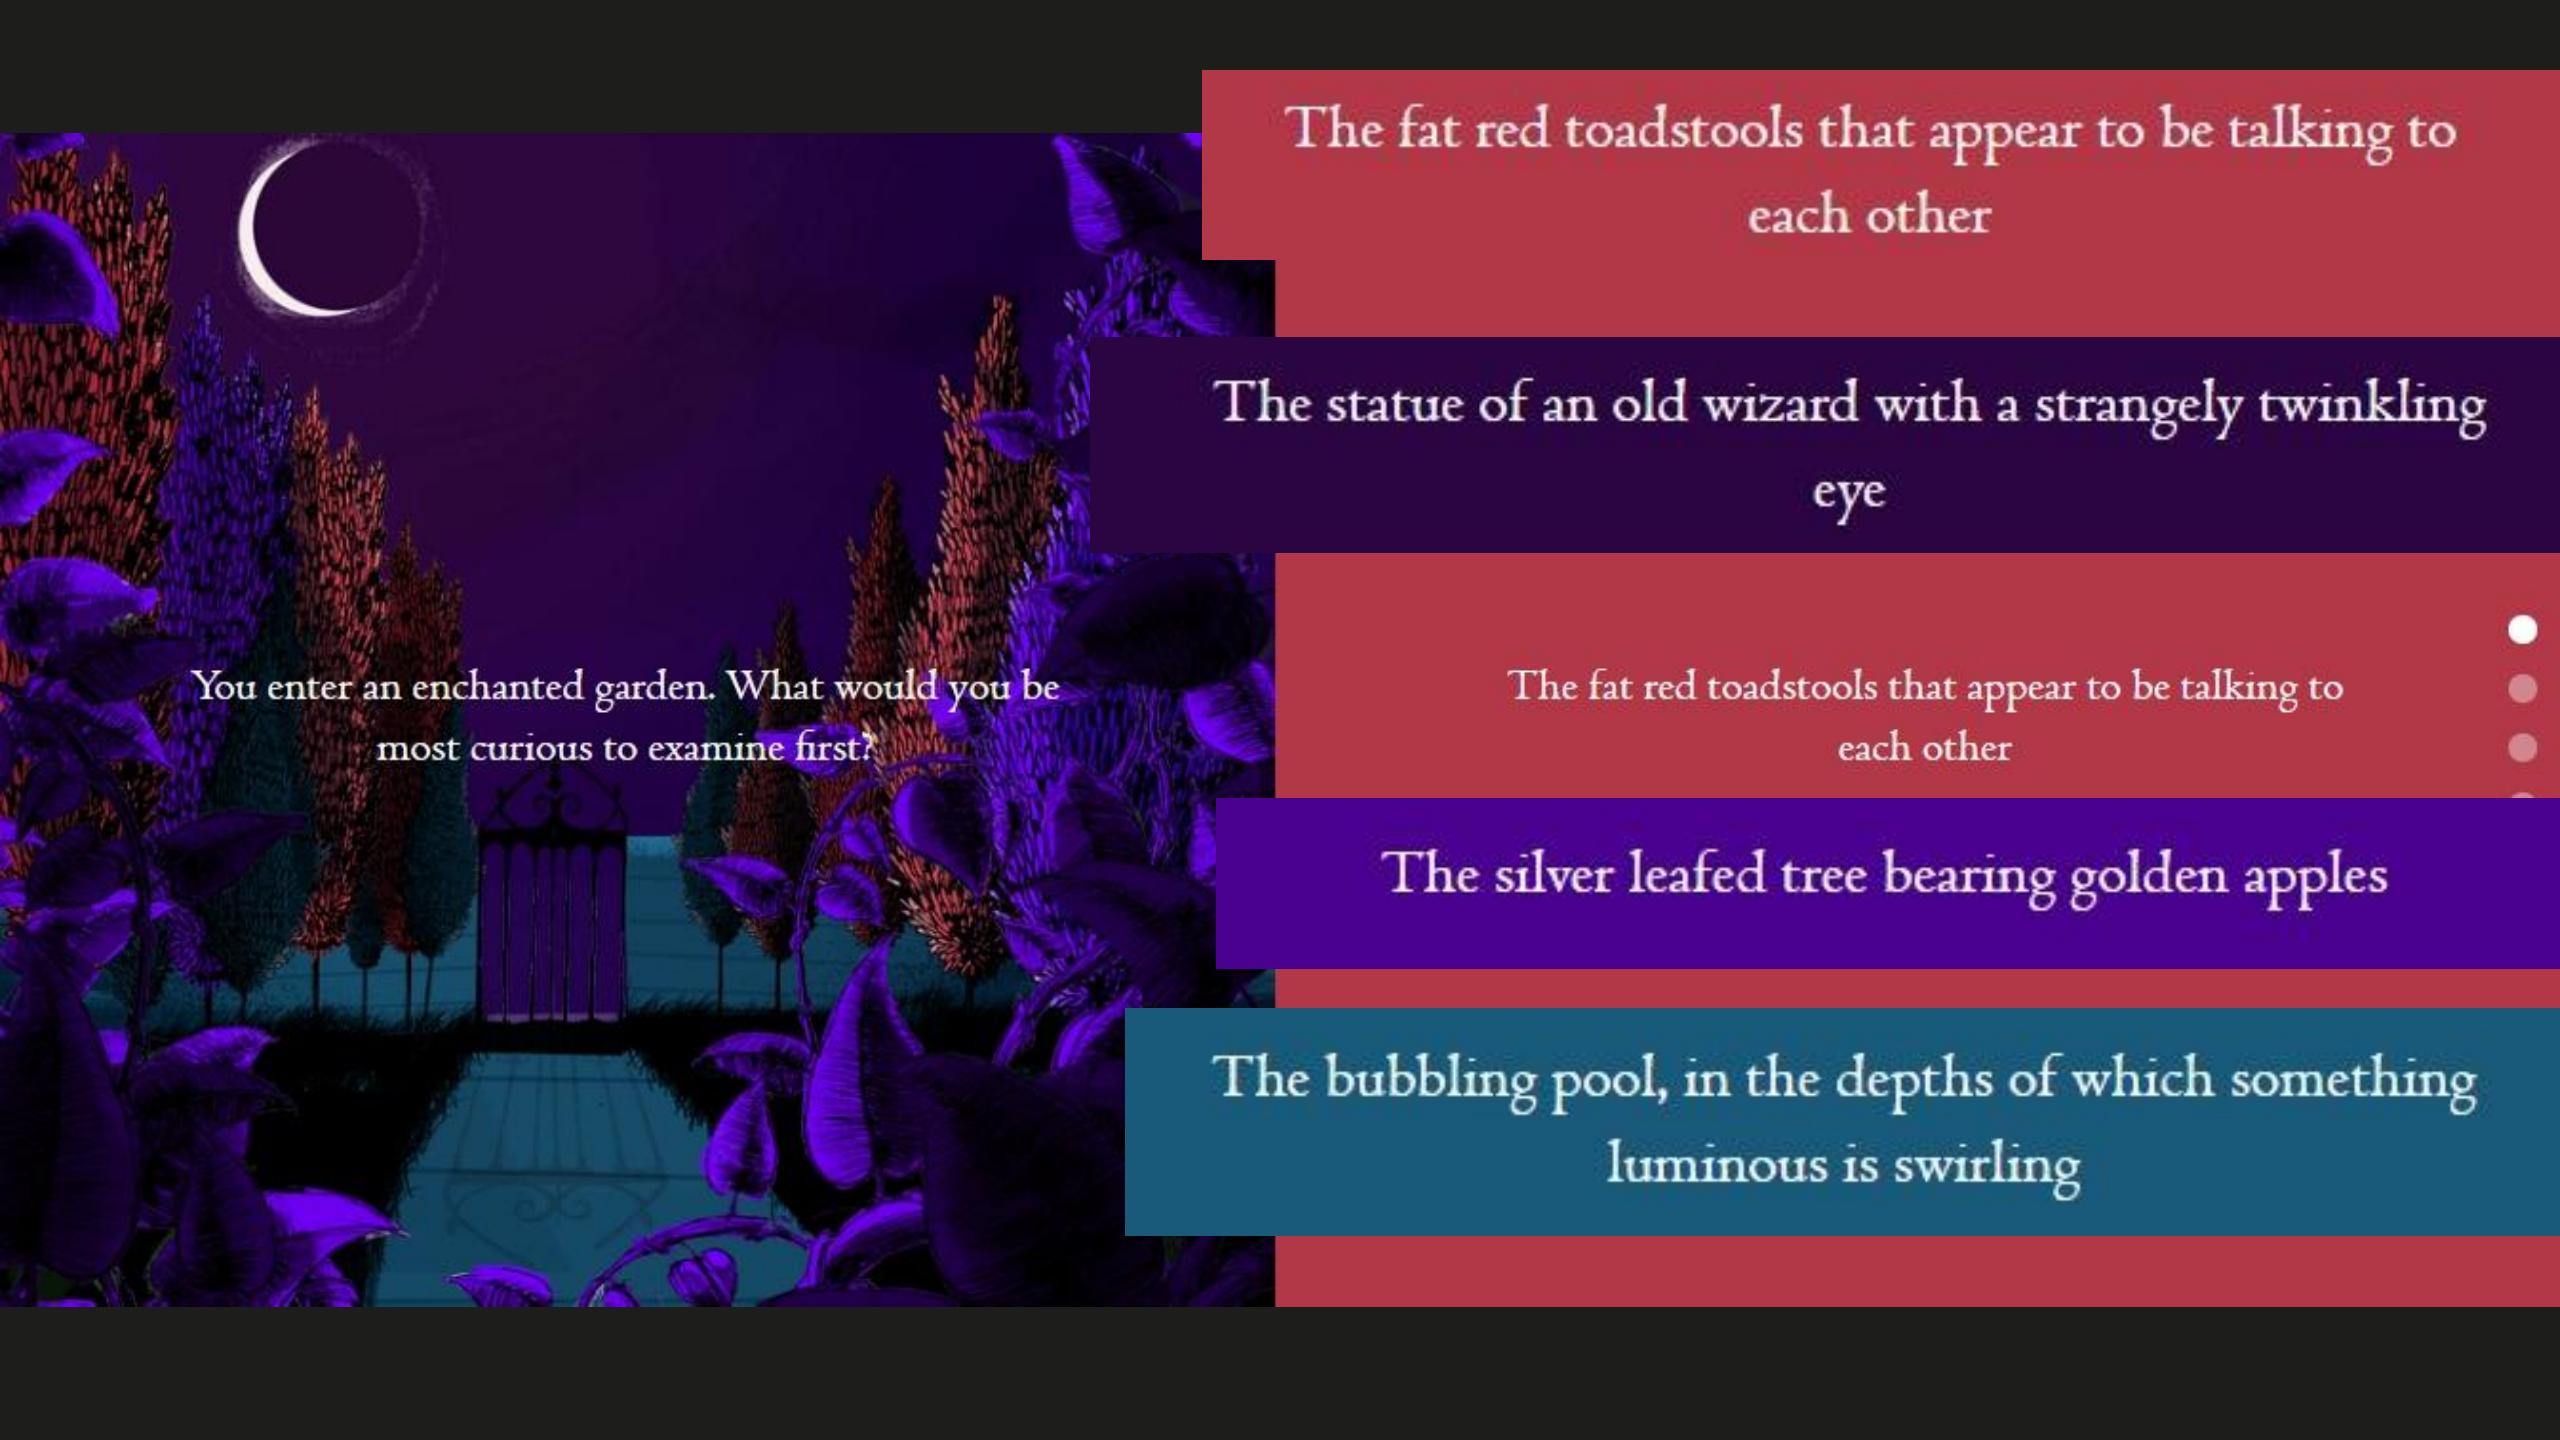 The fat red toadstools that appear to be talking to
each other
The statue of an old wizard with a strangely twinkling
eye
You enter an enchanted garden. What would you be
most curious to examine first?
The fat red toadstools that appear to be talking to
each other
The silver leafed tree bearing golden apples
The bubbling pool, in the depths of which something
luminous is swirling